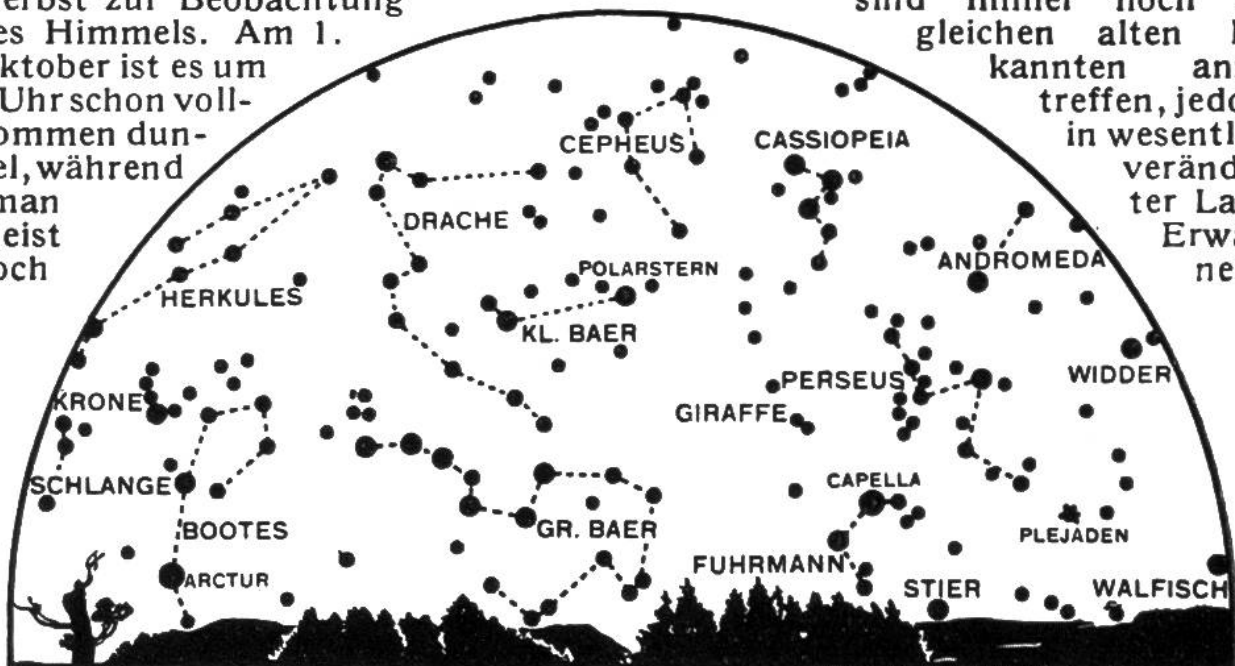 erbst zur Beobachtung
es Himmels. Am 1.
ktober ist es um
Uhr schon voll-
ommen dun-
el, während
man
eist
och
sind immer noch
gleichen alten
kannten an
treffen, jedo
in wesentl
veränd
ter La
Erwä
ne
CEPHEUS
CASSIOPEIA
DRACHE
ANDROMEDA
POLARSTERN
HERKULES
KL. BAER
PERSEUS
WIDDER
KRONE
GIRAFFE
SCHLANGE
CAPELLA
BOOTES
GR. BAER
PLEJADEN
FUHRMANN
ARCTUR
STIER
WALFISCH